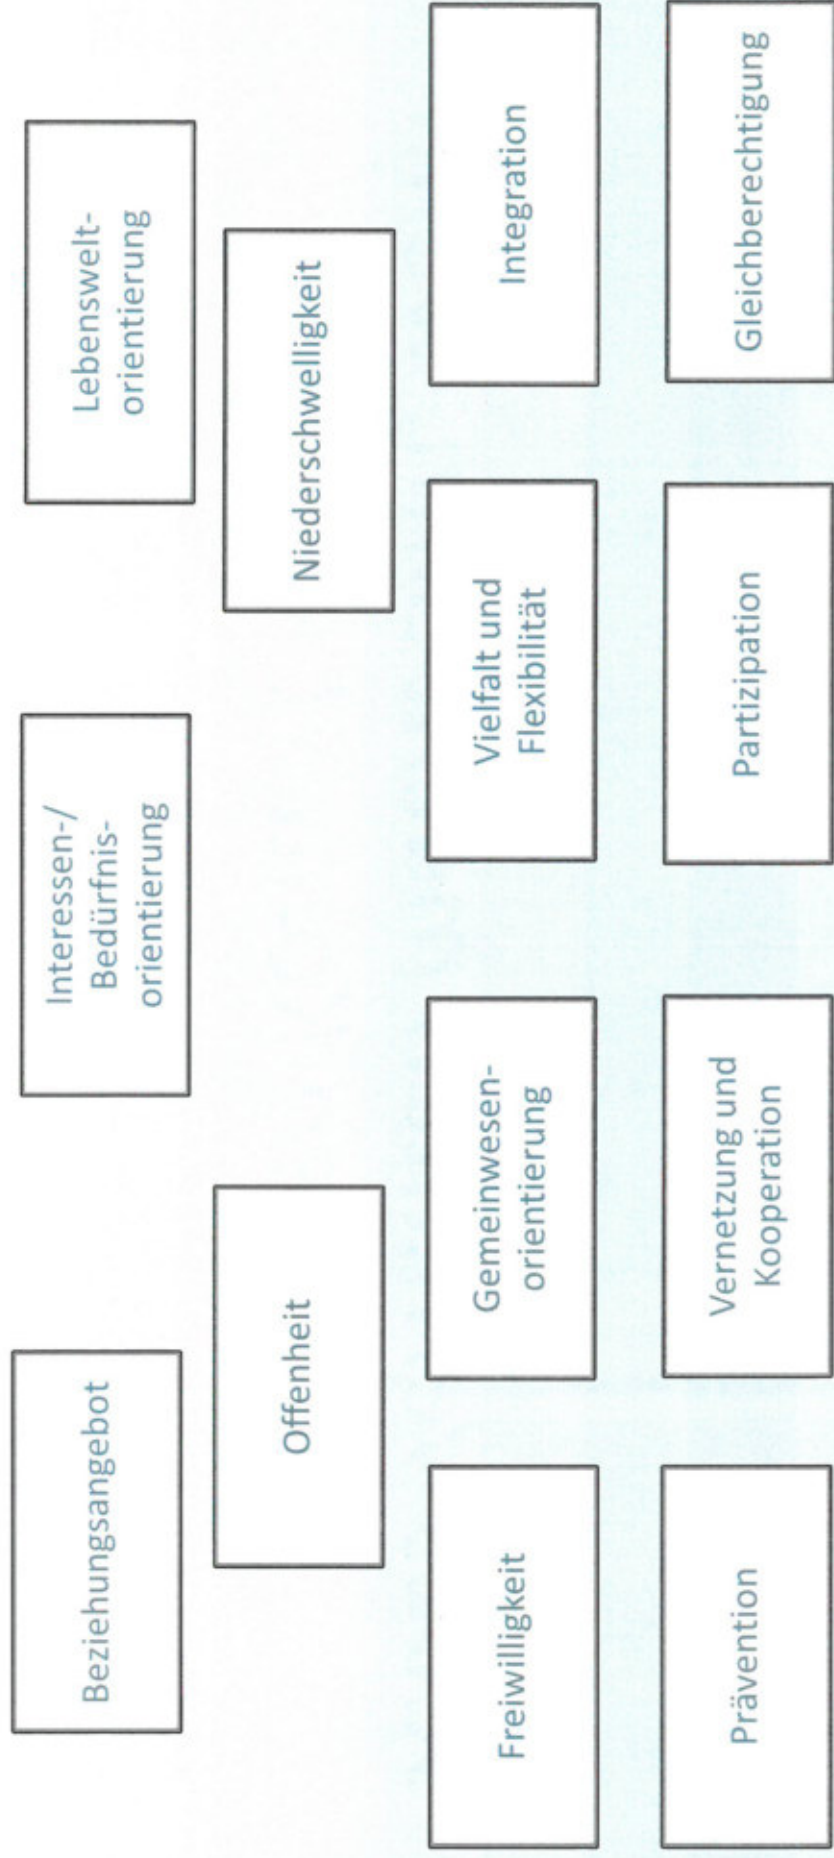 Beziehungsangebot
Interessen-/
Bedürfnis-
orientierung
Lebenswelt-
orientierung
Offenheit
Niederschwelligkeit
Freiwilligkeit
Gemeinwesen-
orientierung
Vielfalt und
Flexibilität
Integration
Prävention
Vernetzung und
Kooperation
Partizipation
Gleichberechtigung